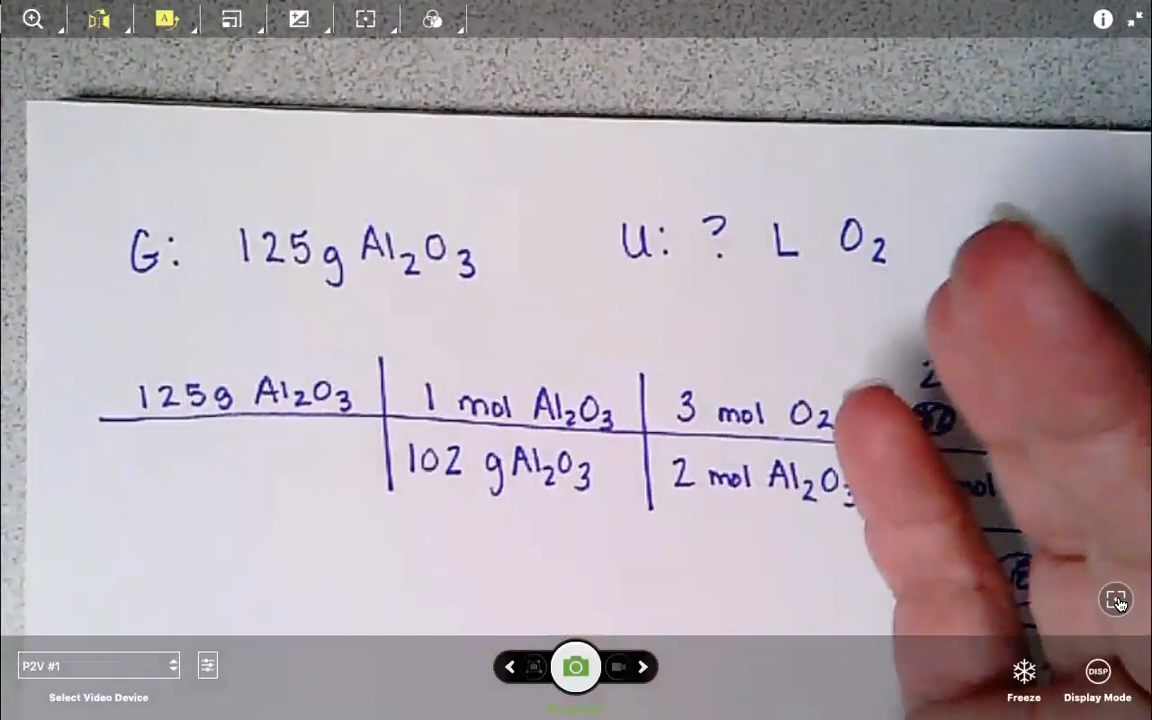 G: 125g Al₂O₃ U: ? L O₂
125g Al₂O₃ 1 mol Al₂O₃ 3 mol O₂
102 g Al₂O₃ 2 mol Al₂O₃
P2V #1
DISP
Select Video Device Freeze Display Mode